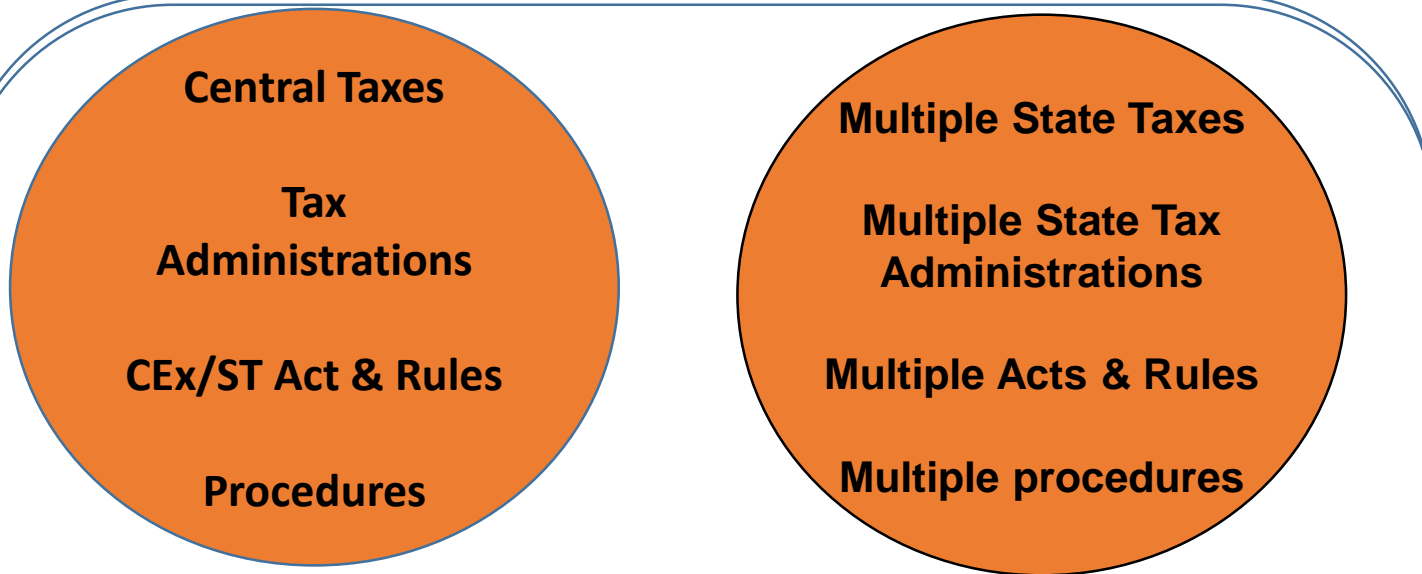 Central Taxes
Tax
Administrations
CEx/ST Act & Rules
Procedures
Multiple State Taxes
Multiple State Tax
Administrations
Multiple Acts & Rules
Multiple procedures